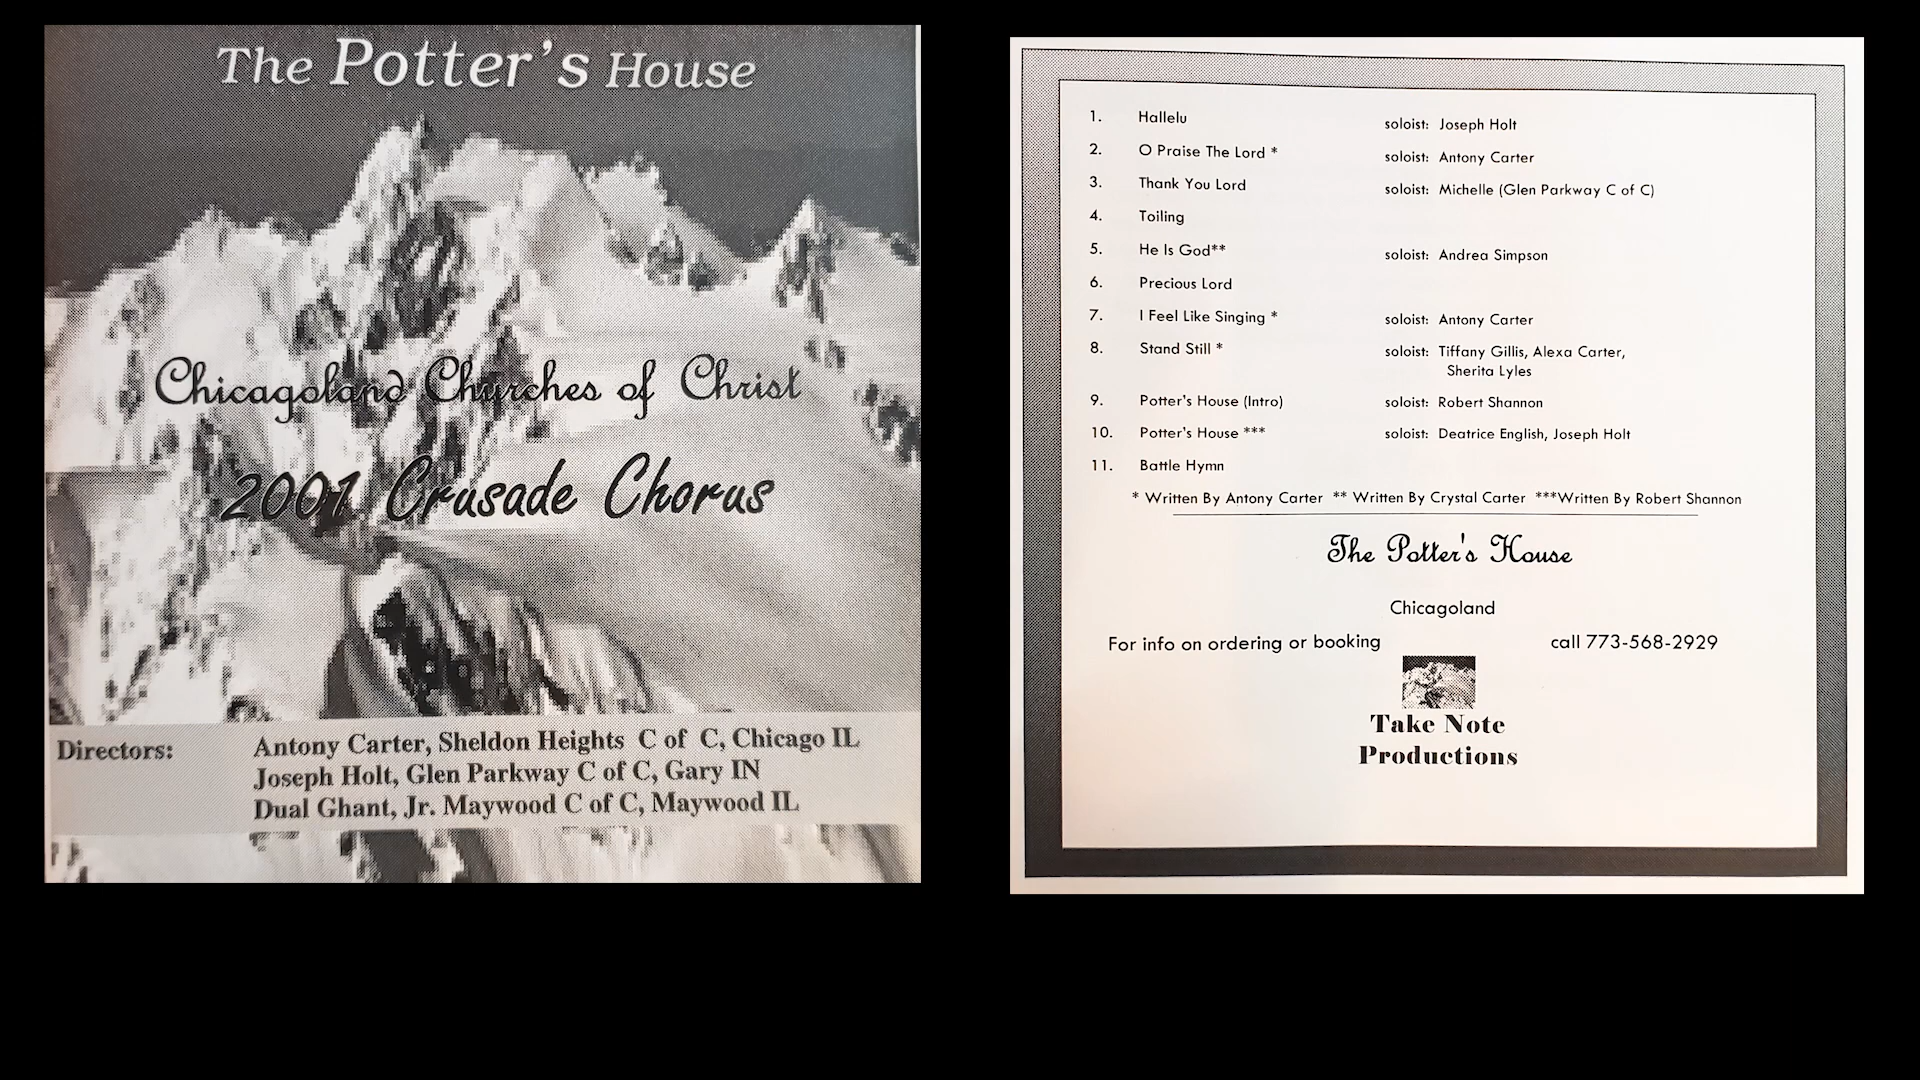 The Potter's House
Chicagoland Churches of Christ
2001 Crusade Chorus
Directors: Antony Carter, Sheldon Heights C of C, Chicago IL
Joseph Holt, Glen Parkway C of C, Gary IN
Dual Ghant, Jr. Maywood C of C, Maywood IL
1. Hallelu soloist: Joseph Holt
2. O Praise The Lord * soloist: Antony Carter
3. Thank You Lord soloist: Michelle (Glen Parkway C of C)
4. Toiling
5. He Is God** soloist: Andrea Simpson
6. Precious Lord
7. I Feel Like Singing * soloist: Antony Carter
8. Stand Still * soloist: Tiffany Gillis, Alexa Carter,
Sherita Lyles
9. Potter's House (Intro) soloist: Robert Shannon
10. Potter's House *** soloist: Deatrice English, Joseph Holt
11. Battle Hymn
* Written By Antony Carter ** Written By Crystal Carter ***Written By Robert Shannon
The Potter's House
Chicagoland
For info on ordering or booking call 773-568-2929
Take Note
Productions